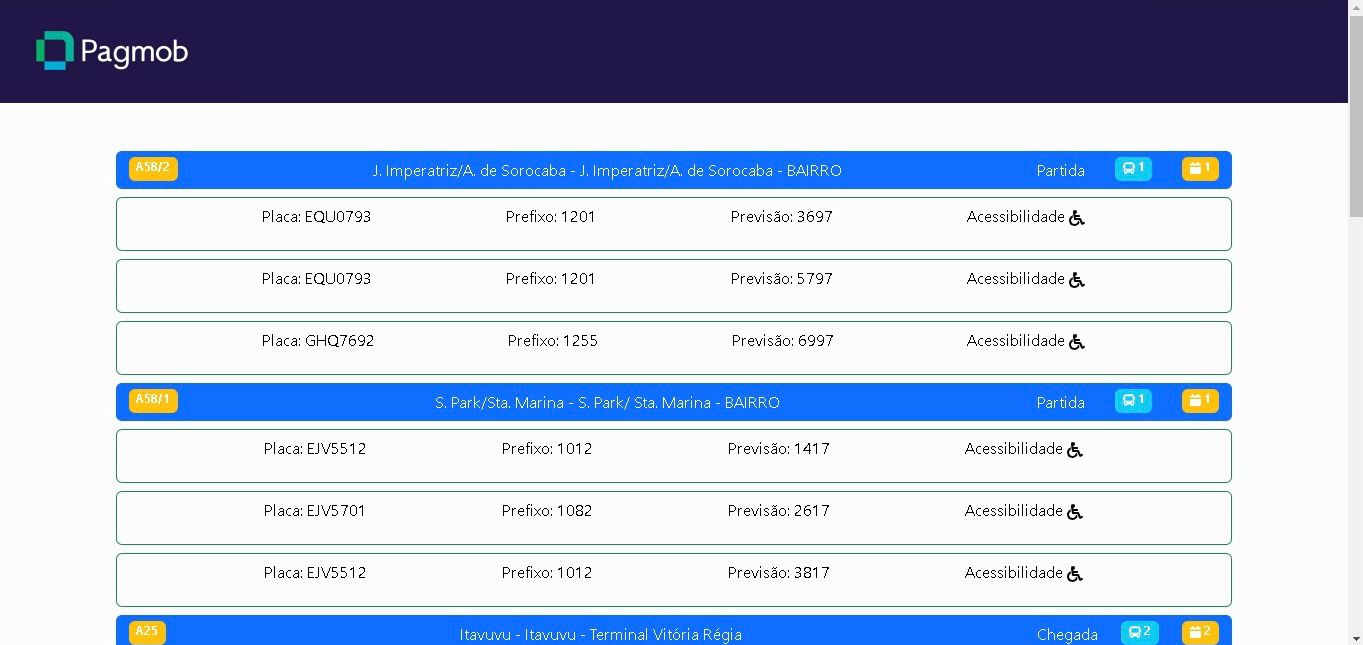 Pagmob
A58/2 J. Imperatriz/A. de Sorocaba - J. Imperatriz/A. de Sorocaba - BAIRRO Partida 1 1
Placa: EQU0793 Prefixo: 1201 Previsão: 3697 Acessibilidade
Placa: EQU0793 Prefixo: 1201 Previsão: 5797 Acessibilidade
Placa: GHQ7692 Prefixo: 1255 Previsão: 6997 Acessibilidade
A58/1 S. Park/Sta. Marina - S. Park/ Sta. Marina - BAIRRO Partida 1 1
Placa: EJV5512 Prefixo: 1012 Previsão: 1417 Acessibilidade
Placa: EJV5701 Prefixo: 1082 Previsão: 2617 Acessibilidade
Placa: EJV5512 Prefixo: 1012 Previsão: 3817 Acessibilidade
A25 Itavuvu - Itavuvu - Terminal Vitória Régia Chegada 2 2